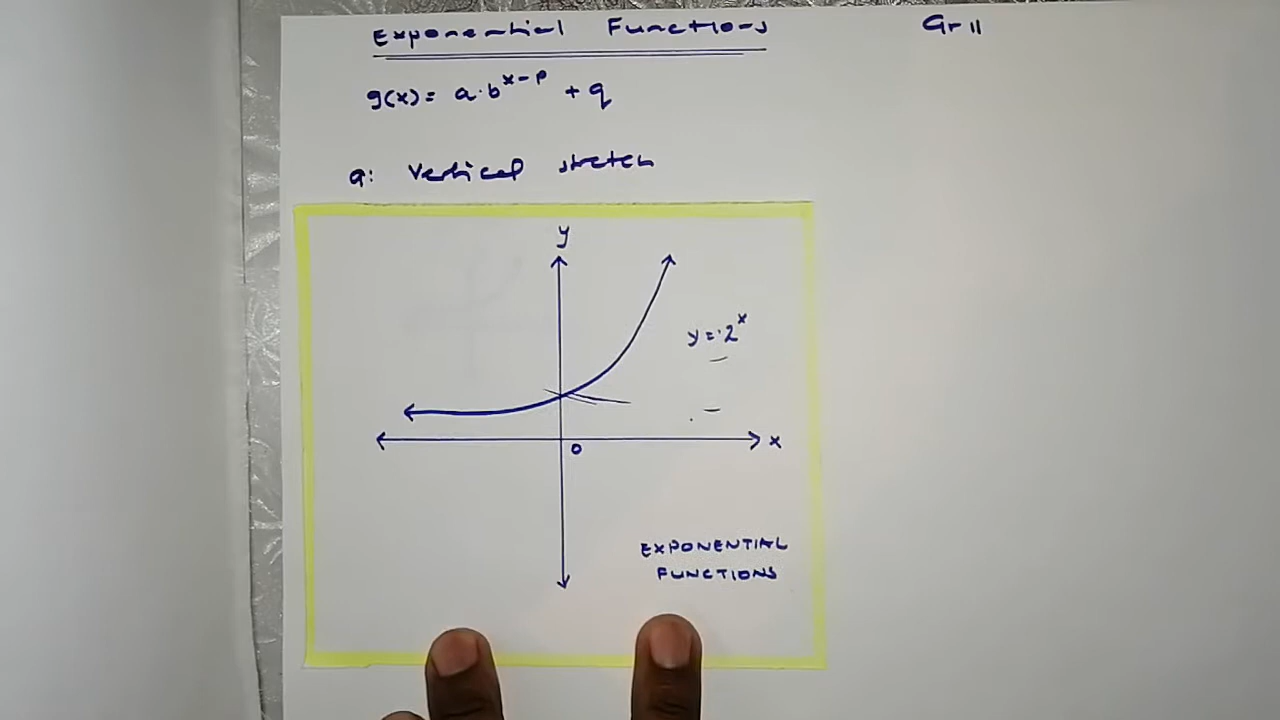 Exponential Functions Gr 11
g(x) = a·b^(x-p) + q
a: Vertical stretch
y
y = 2^x
x
0
EXPONENTIAL
FUNCTIONS